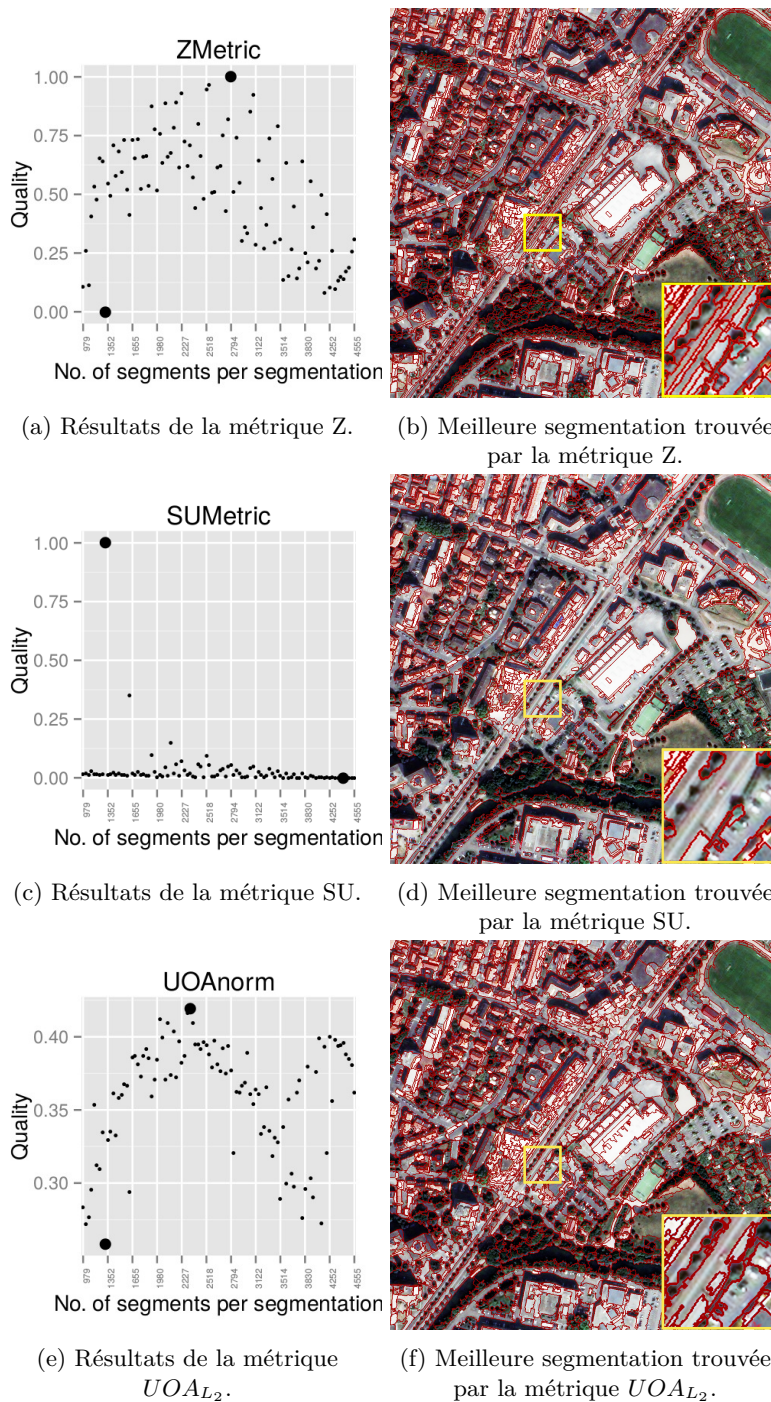 ZMetric
1.00
0.75
0.50
0.25
0.00
Quality
979
1352
1655
1980
2227
2518
2794
3122
3514
3830
4252
4555
No. of segments per segmentation
(a) Résultats de la métrique Z.
(b) Meilleure segmentation trouvée
par la métrique Z.
SUMetric
1.00
0.75
0.50
0.25
0.00
Quality
979
1352
1655
1980
2227
2518
2794
3122
3514
3830
4252
4555
No. of segments per segmentation
(c) Résultats de la métrique SU.
(d) Meilleure segmentation trouvée
par la métrique SU.
UOAnorm
0.40
0.35
0.30
Quality
979
1352
1655
1980
2227
2518
2794
3122
3514
3830
4252
4555
No. of segments per segmentation
(e) Résultats de la métrique
UOA_{L_2}.
(f) Meilleure segmentation trouvée
par la métrique UOA_{L_2}.